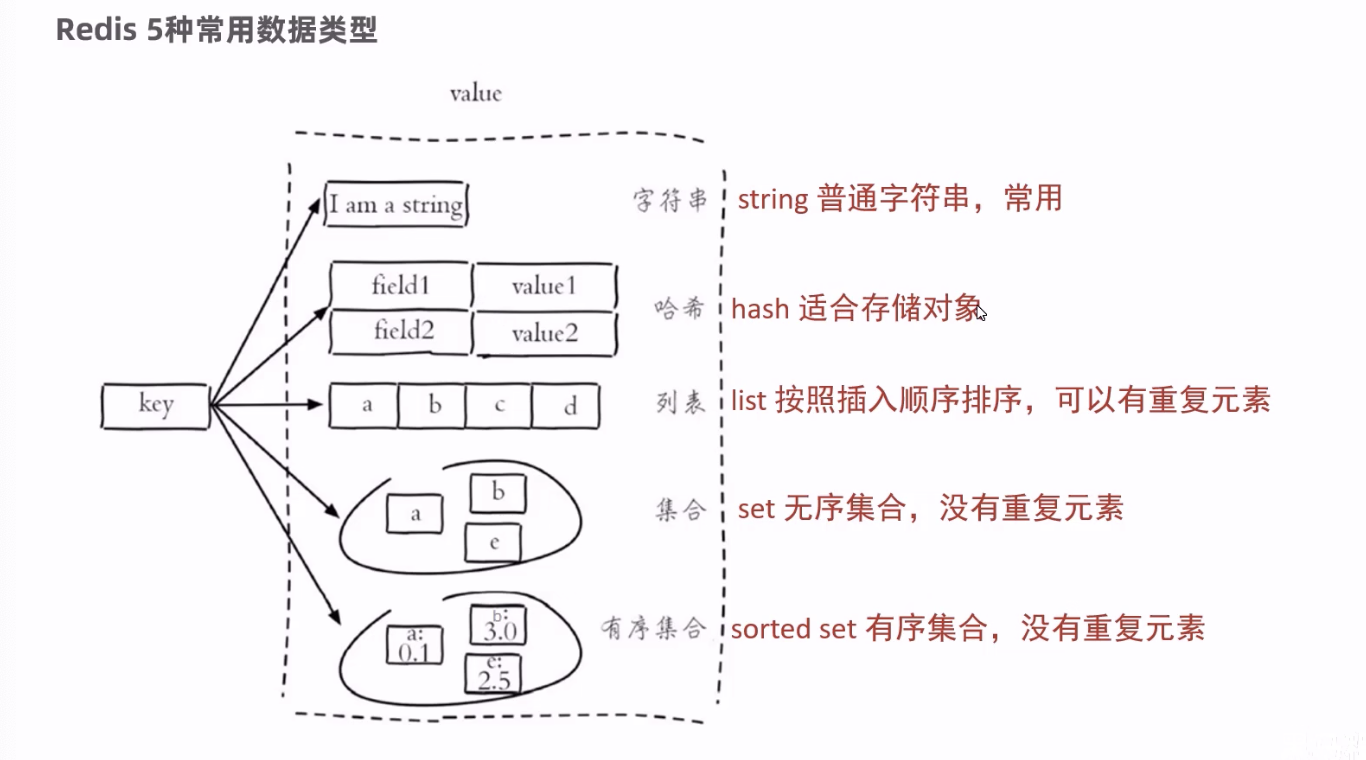 Redis 5种常用数据类型
value
I am a string
字符串
string 普通字符串，常用
field1 value1
field2 value2
哈希
hash 适合存储对象
key
a b c d
列表
list 按照插入顺序排序，可以有重复元素
a
b
e
集合
set 无序集合，没有重复元素
a:
0.1
b:
3.0
e:
2.5
有序集合
sorted set 有序集合，没有重复元素